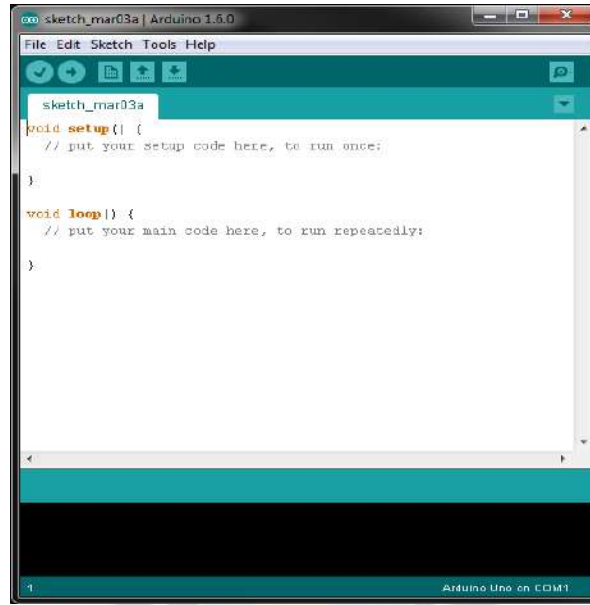 sketch_mar03a | Arduino 1.6.0
File Edit Sketch Tools Help
sketch_mar03a
void setup() {
// put your setup code here, to run once:
}
void loop() {
// put your main code here, to run repeatedly:
}
1
Arduino Uno on COM1